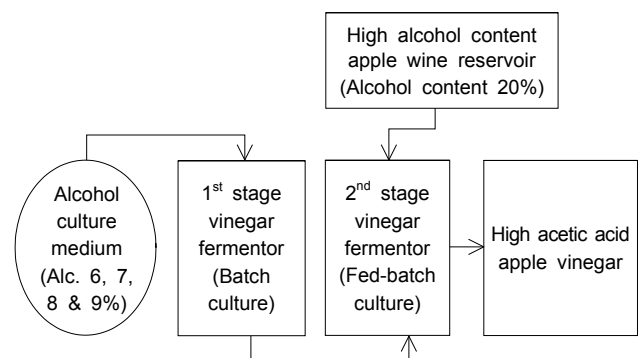 High alcohol content
apple wine reservoir
(Alcohol content 20%)
Alcohol
culture
medium
(Alc. 6, 7,
8 & 9%)
1st stage
vinegar
fermentor
(Batch
culture)
2nd stage
vinegar
fermentor
(Fed-batch
culture)
High acetic acid
apple vinegar